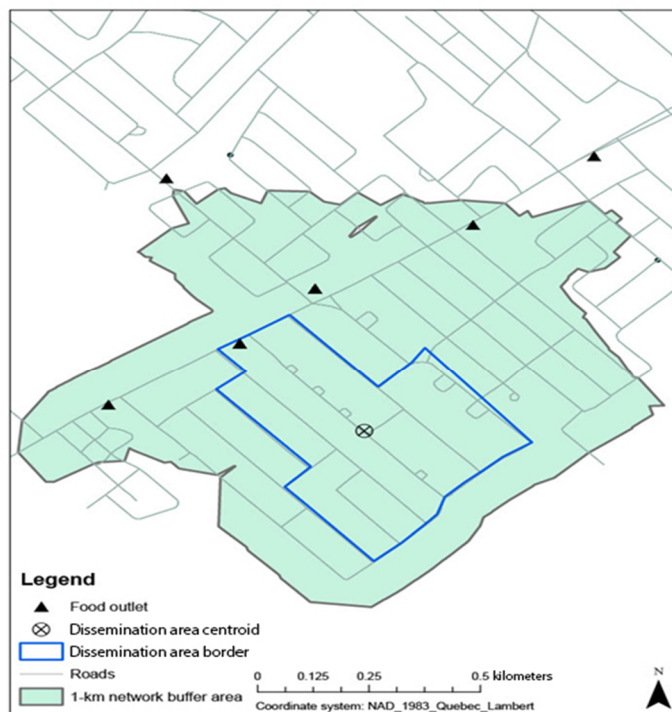 Legend
Food outlet
Dissemination area centroid
Dissemination area border
Roads
1-km network buffer area
0 0.125 0.25 0.5 kilometers
Coordinate system: NAD_1983_Quebec_Lambert
N